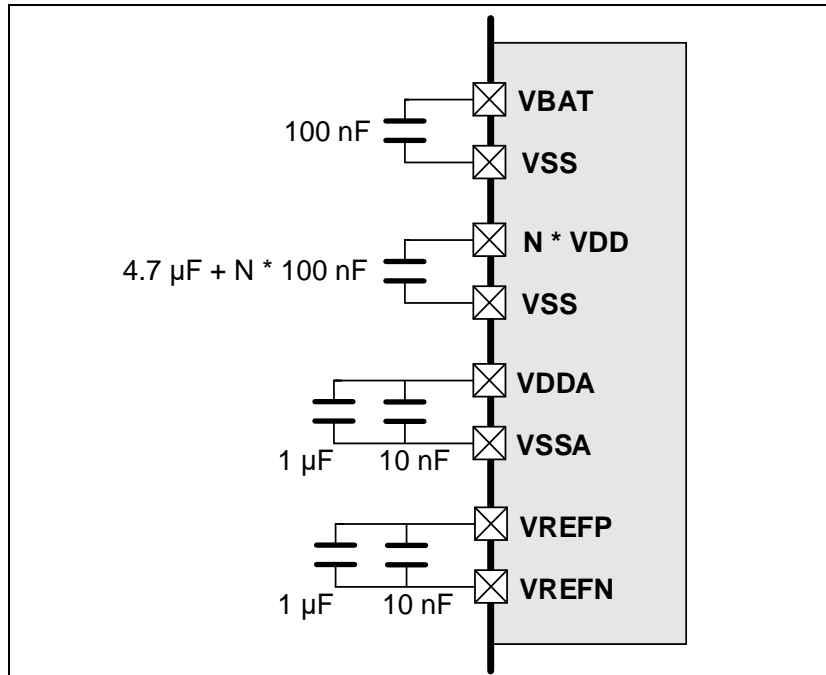 VBAT
100 nF
VSS
N * VDD
4.7 µF + N * 100 nF
VSS
VDDA
1 µF 10 nF
VSSA
VREFP
1 µF 10 nF
VREFN